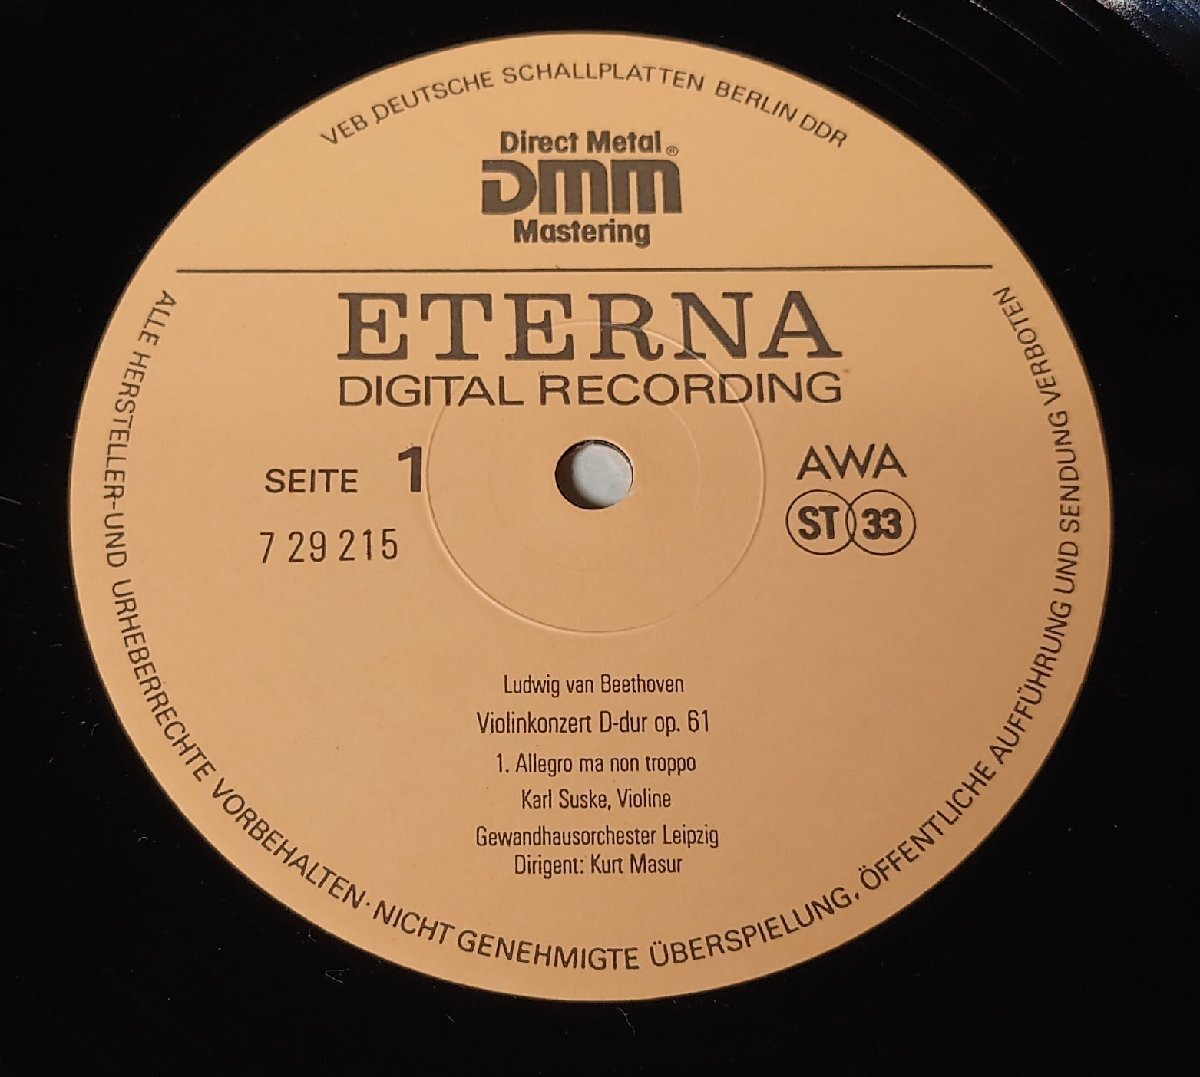 VEB DEUTSCHE SCHALLPLATTEN BERLIN DDR
Direct Metal
DMM®
Mastering
ETERNA
DIGITAL RECORDING
SEITE 1
7 29 215
AWA
ST 33
Ludwig van Beethoven
Violinkonzert D-dur op. 61
1. Allegro ma non troppo
Karl Suske, Violine
Gewandhausorchester Leipzig
Dirigent: Kurt Masur
ALLE HERSTELLER-UND URHEBERRECHTE VORBEHALTEN · NICHT GENEHMIGTE ÜBERSPIELUNG, ÖFFENTLICHE AUFFÜHRUNG UND SENDUNG VERBOTEN